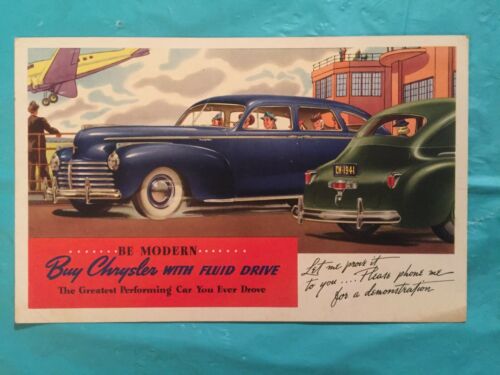 CW·1941
BE MODERN
Buy Chrysler WITH FLUID DRIVE
The Greatest Performing Car You Ever Drove
Let me prove it
to you .... Please phone me
for a demonstration